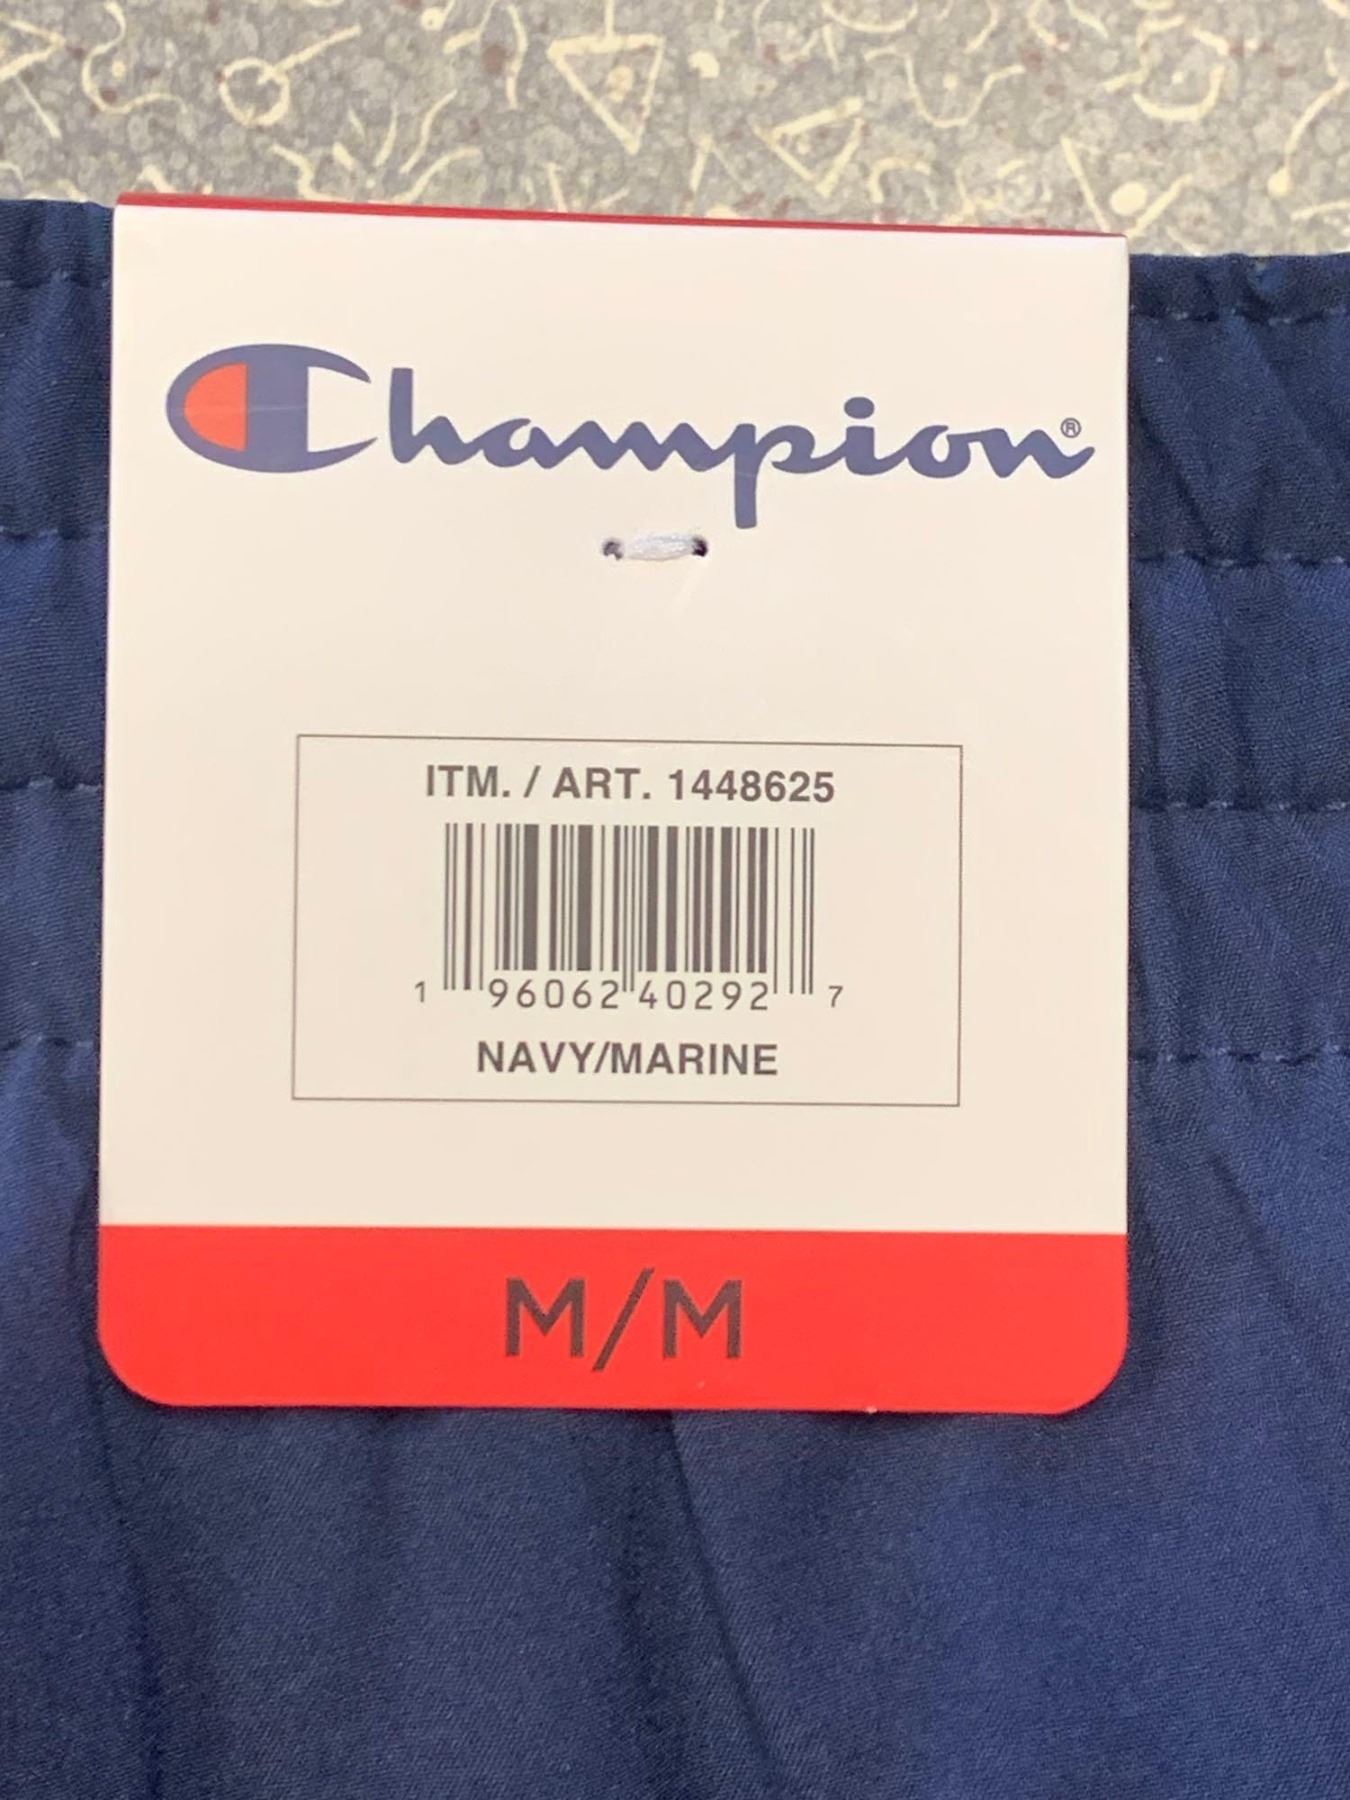 Champion®
ITM. / ART. 1448625
1 96062 40292 7
NAVY/MARINE
M/M